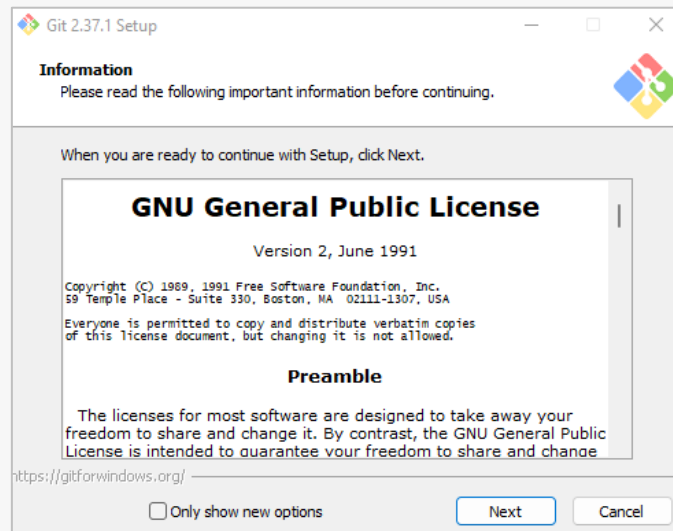 Git 2.37.1 Setup
Information
Please read the following important information before continuing.
When you are ready to continue with Setup, click Next.
GNU General Public License
Version 2, June 1991
Copyright (C) 1989, 1991 Free Software Foundation, Inc.
59 Temple Place - Suite 330, Boston, MA  02111-1307, USA
Everyone is permitted to copy and distribute verbatim copies
of this license document, but changing it is not allowed.
Preamble
The licenses for most software are designed to take away your
freedom to share and change it. By contrast, the GNU General Public
License is intended to guarantee your freedom to share and change
https://gitforwindows.org/
Only show new options
Next
Cancel